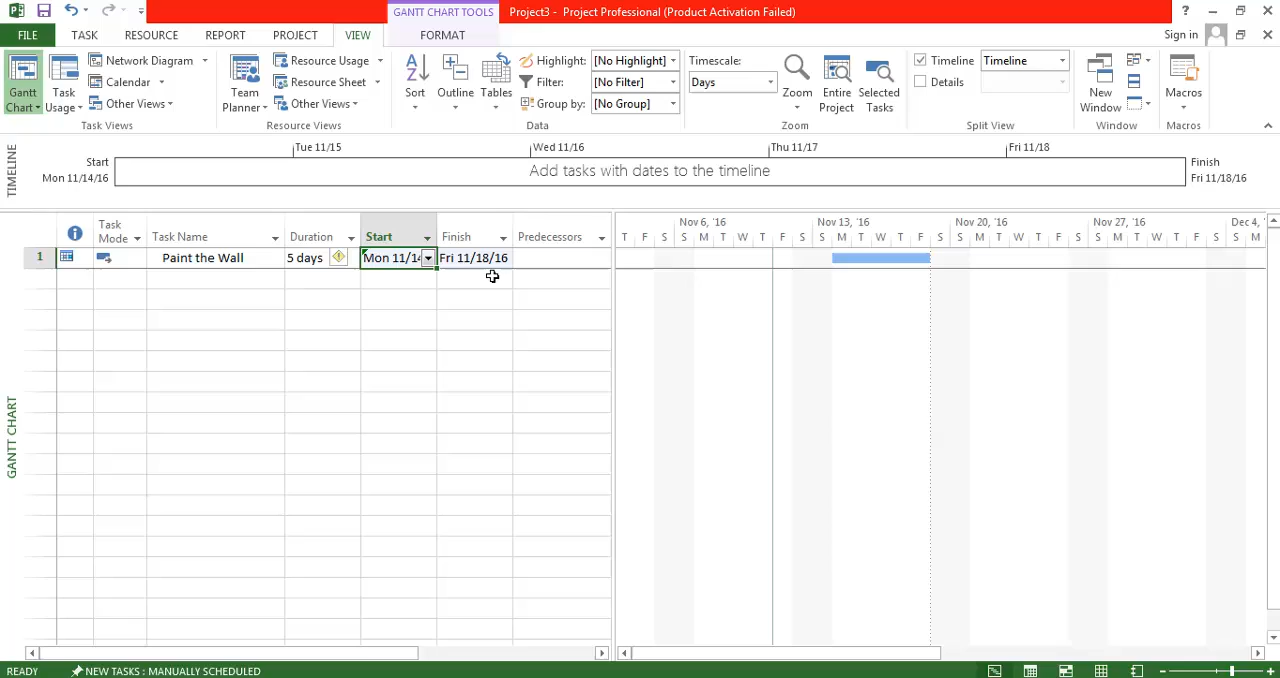 GANTT CHART TOOLS
Project3 - Project Professional (Product Activation Failed)
?
FILE
TASK
RESOURCE
REPORT
PROJECT
VIEW
FORMAT
Sign in
Gantt Chart
Task Usage
Network Diagram
Calendar
Other Views
Task Views
Team Planner
Resource Usage
Resource Sheet
Other Views
Resource Views
Sort
Outline
Tables
Highlight: [No Highlight]
Filter: [No Filter]
Group by: [No Group]
Data
Timescale:
Days
Zoom
Entire Project
Selected Tasks
Zoom
Timeline Timeline
Details
Split View
New Window
Window
Macros
Macros
TIMELINE
Tue 11/15 Wed 11/16 Thu 11/17 Fri 11/18
Start
Mon 11/14/16
Add tasks with dates to the timeline
Finish
Fri 11/18/16
Task Mode
Task Name
Duration
Start
Finish
Predecessors
Nov 6, '16 Nov 13, '16 Nov 20, '16 Nov 27, '16 Dec 4,
T F S S M T W T F S S M T W T F S S M T W T F S S M T W T F S S M
1 Paint the Wall 5 days Mon 11/14 Fri 11/18/16
GANTT CHART
READY
NEW TASKS : MANUALLY SCHEDULED